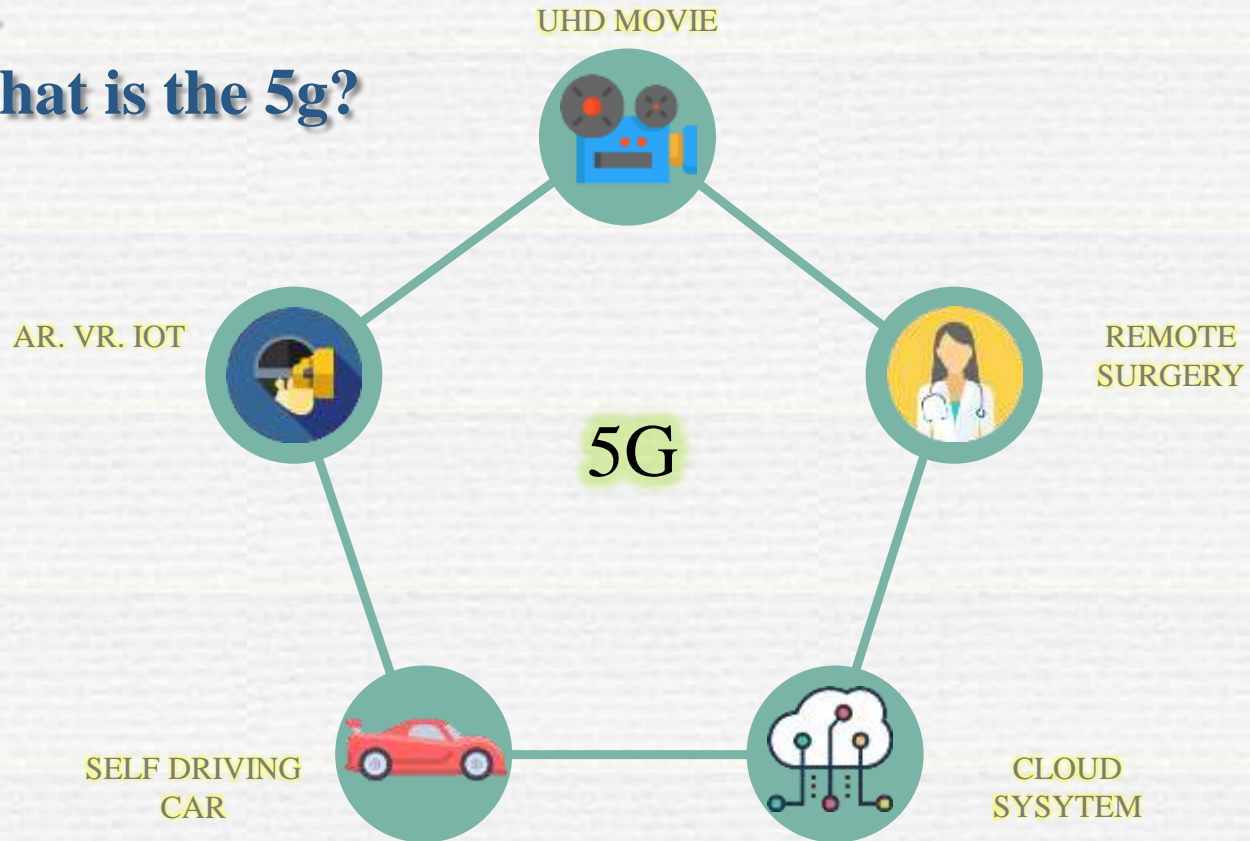 UHD MOVIE
hat is the 5g?
AR. VR. IOT
REMOTE
SURGERY
5G
SELF DRIVING
CAR
CLOUD
SYSYTEM